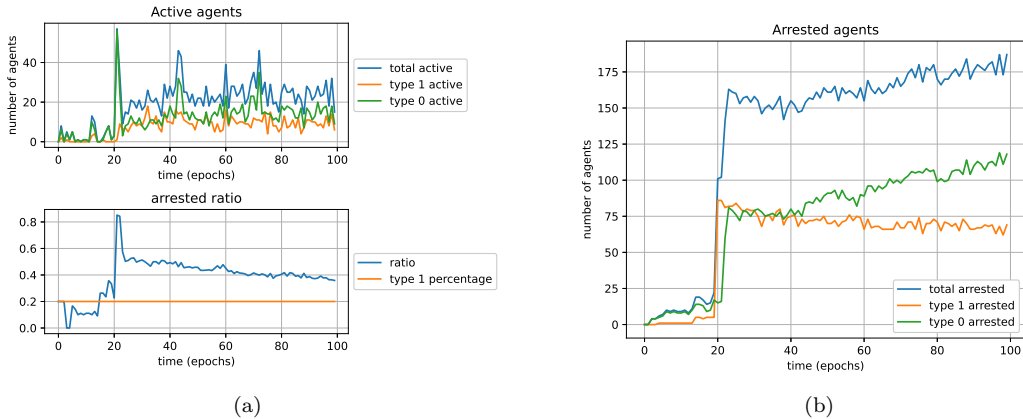 Active agents
number of agents
40
20
0
0
20
40
60
80
100
time (epochs)
total active
type 1 active
type 0 active
arrested ratio
0.8
0.6
0.4
0.2
0.0
0
20
40
60
80
100
time (epochs)
ratio
type 1 percentage
(a)
Arrested agents
number of agents
175
150
125
100
75
50
25
0
0
20
40
60
80
100
time (epochs)
total arrested
type 1 arrested
type 0 arrested
(b)